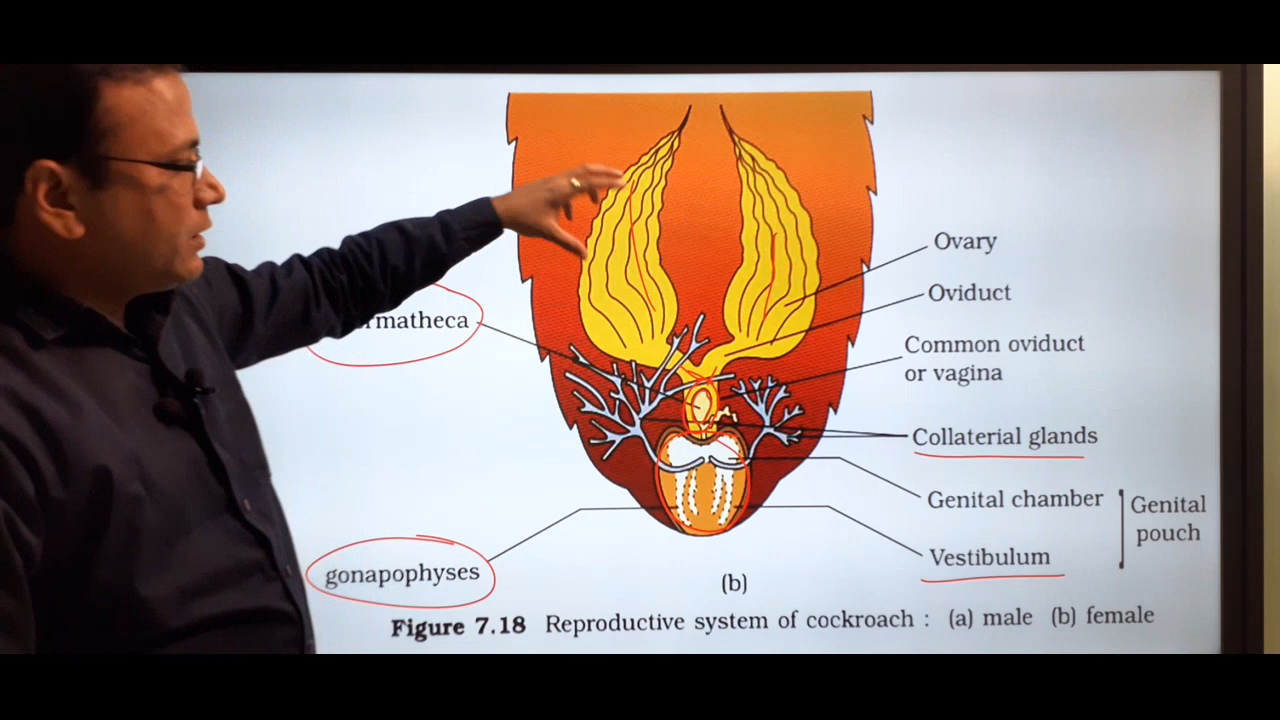 Ovary
Oviduct
rmatheca
Common oviduct
or vagina
Collaterial glands
Genital chamber
Genital
pouch
Vestibulum
gonapophyses
(b)
Figure 7.18 Reproductive system of cockroach : (a) male (b) female